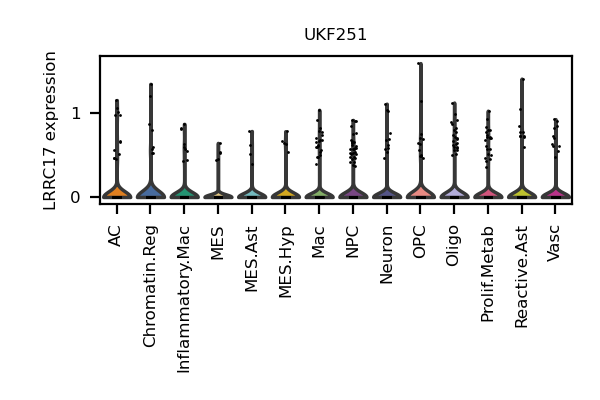 UKF251
LRRC17 expression
1
0
AC
Chromatin.Reg
Inflammatory.Mac
MES
MES.Ast
MES.Hyp
Mac
NPC
Neuron
OPC
Oligo
Prolif.Metab
Reactive.Ast
Vasc